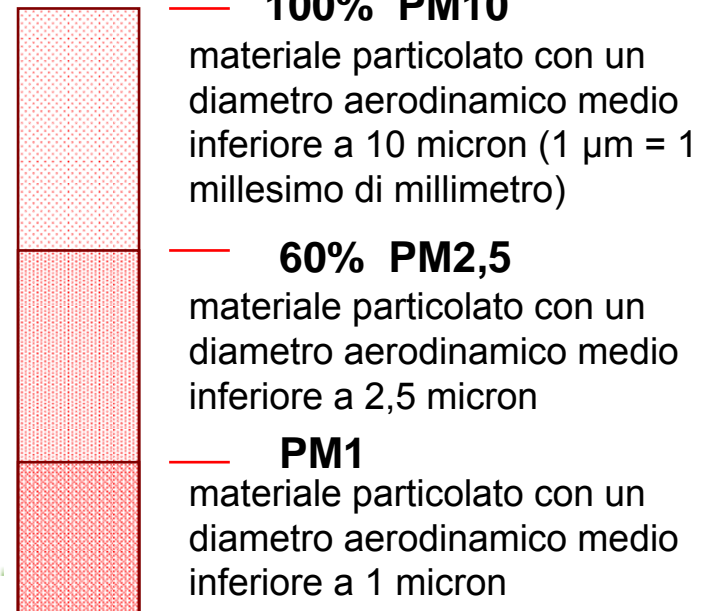 100% PM10
materiale particolato con un
diametro aerodinamico medio
inferiore a 10 micron (1 µm = 1
millesimo di millimetro)
60% PM2,5
materiale particolato con un
diametro aerodinamico medio
inferiore a 2,5 micron
PM1
materiale particolato con un
diametro aerodinamico medio
inferiore a 1 micron